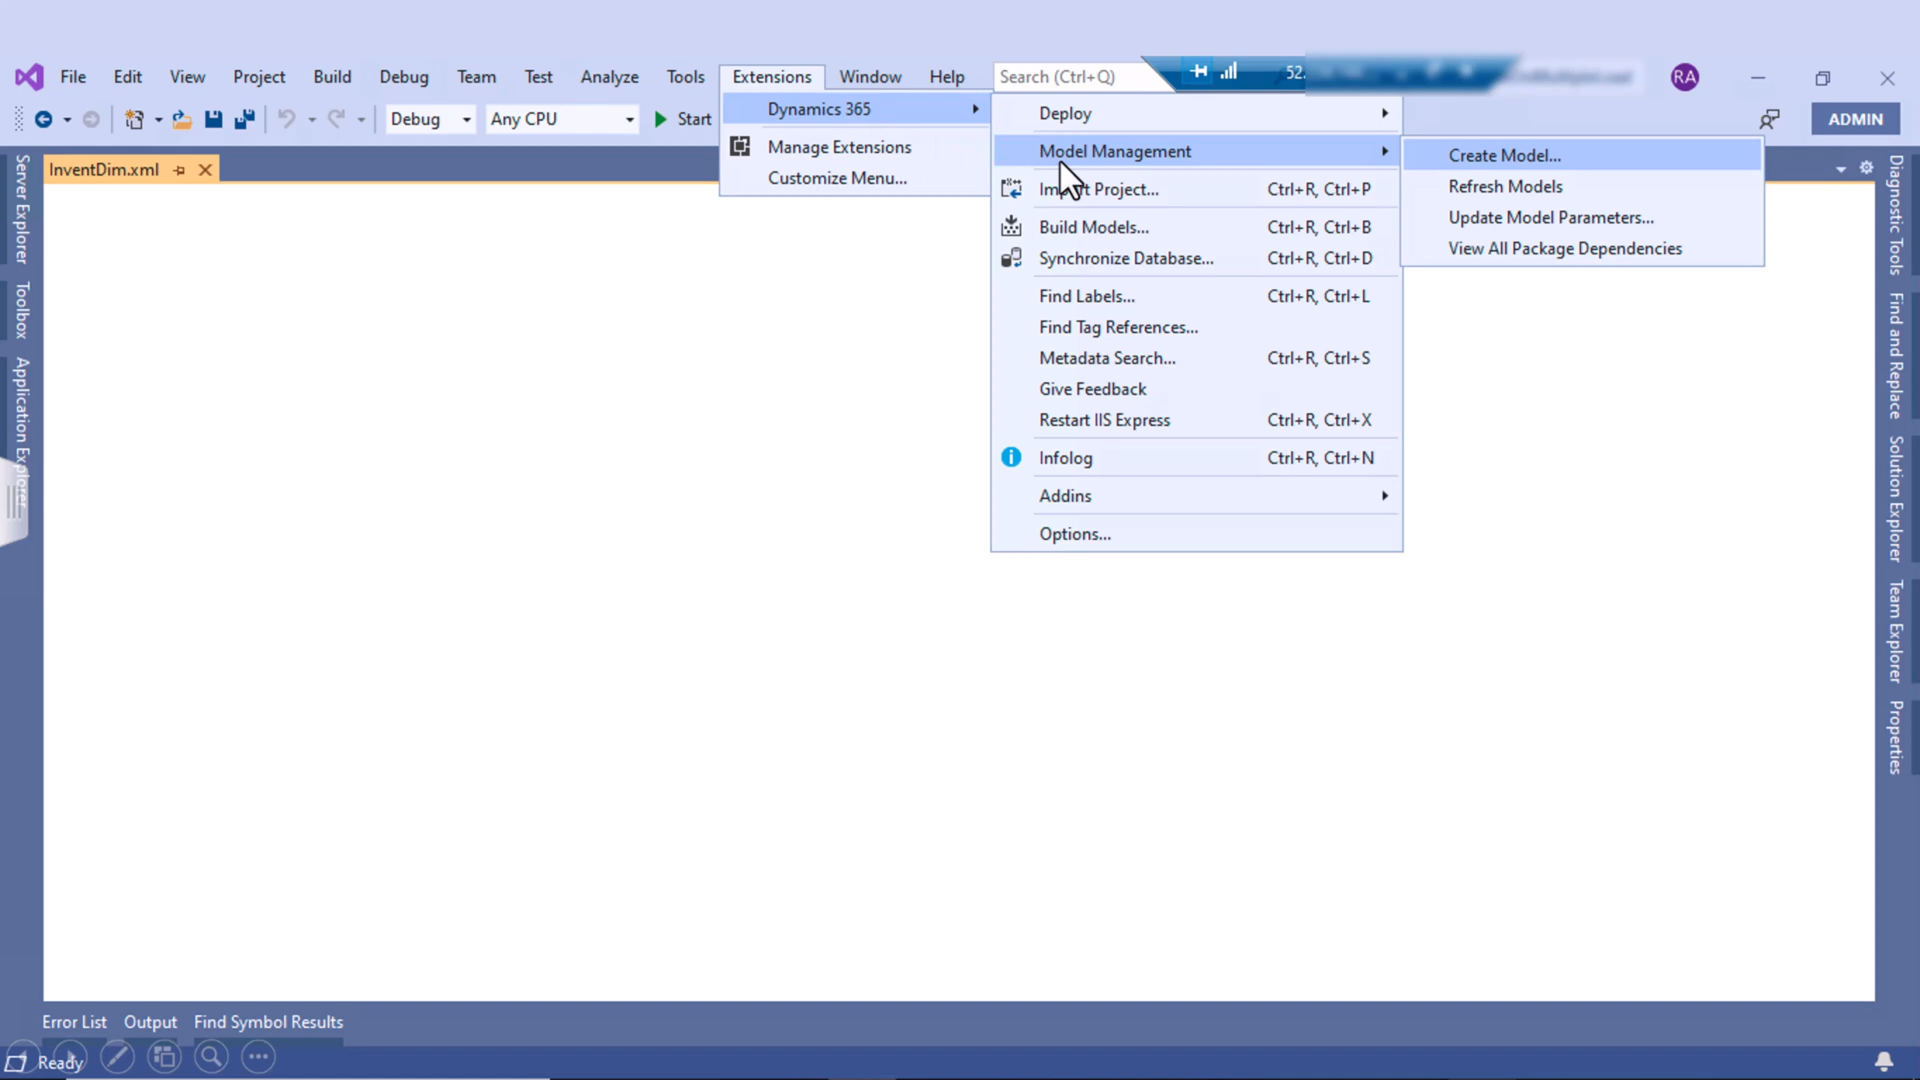 File Edit View Project Build Debug Team Test Analyze Tools Extensions Window Help Search (Ctrl+Q) 52. RA
Debug Any CPU Start ADMIN
Dynamics 365
Manage Extensions
Customize Menu...
Deploy
Model Management
Import Project... Ctrl+R, Ctrl+P
Build Models... Ctrl+R, Ctrl+B
Synchronize Database... Ctrl+R, Ctrl+D
Find Labels... Ctrl+R, Ctrl+L
Find Tag References...
Metadata Search... Ctrl+R, Ctrl+S
Give Feedback
Restart IIS Express Ctrl+R, Ctrl+X
Infolog Ctrl+R, Ctrl+N
Addins
Options...
Create Model...
Refresh Models
Update Model Parameters...
View All Package Dependencies
InventDim.xml
Server Explorer
Toolbox
Application Explorer
Diagnostic Tools
Find and Replace
Solution Explorer
Team Explorer
Properties
Error List Output Find Symbol Results
Ready